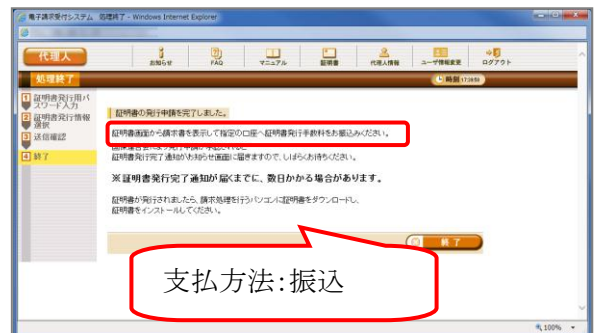 電子請求受付システム 処理終了 - Windows Internet Explorer
代理人
お知らせ
FAQ
マニュアル
証明書
代理人情報
ユーザ情報変更
ログアウト
処理終了
時刻
1 証明書発行用パスワード入力
2 証明書発行情報選択
3 送信確認
4 終了
証明書の発行申請を完了しました。
証明書画面から請求書を表示して指定の口座へ証明書発行手数料をお振込みください。
証明書発行完了通知がお知らせ画面に届きますので、しばらくお待ちください。
※証明書発行完了通知が届くまでに、数日かかる場合があります。
証明書が発行されましたら、請求処理を行うパソコンに証明書をダウンロードし、
証明書をインストールしてください。
終了
支払方法:振込
100%